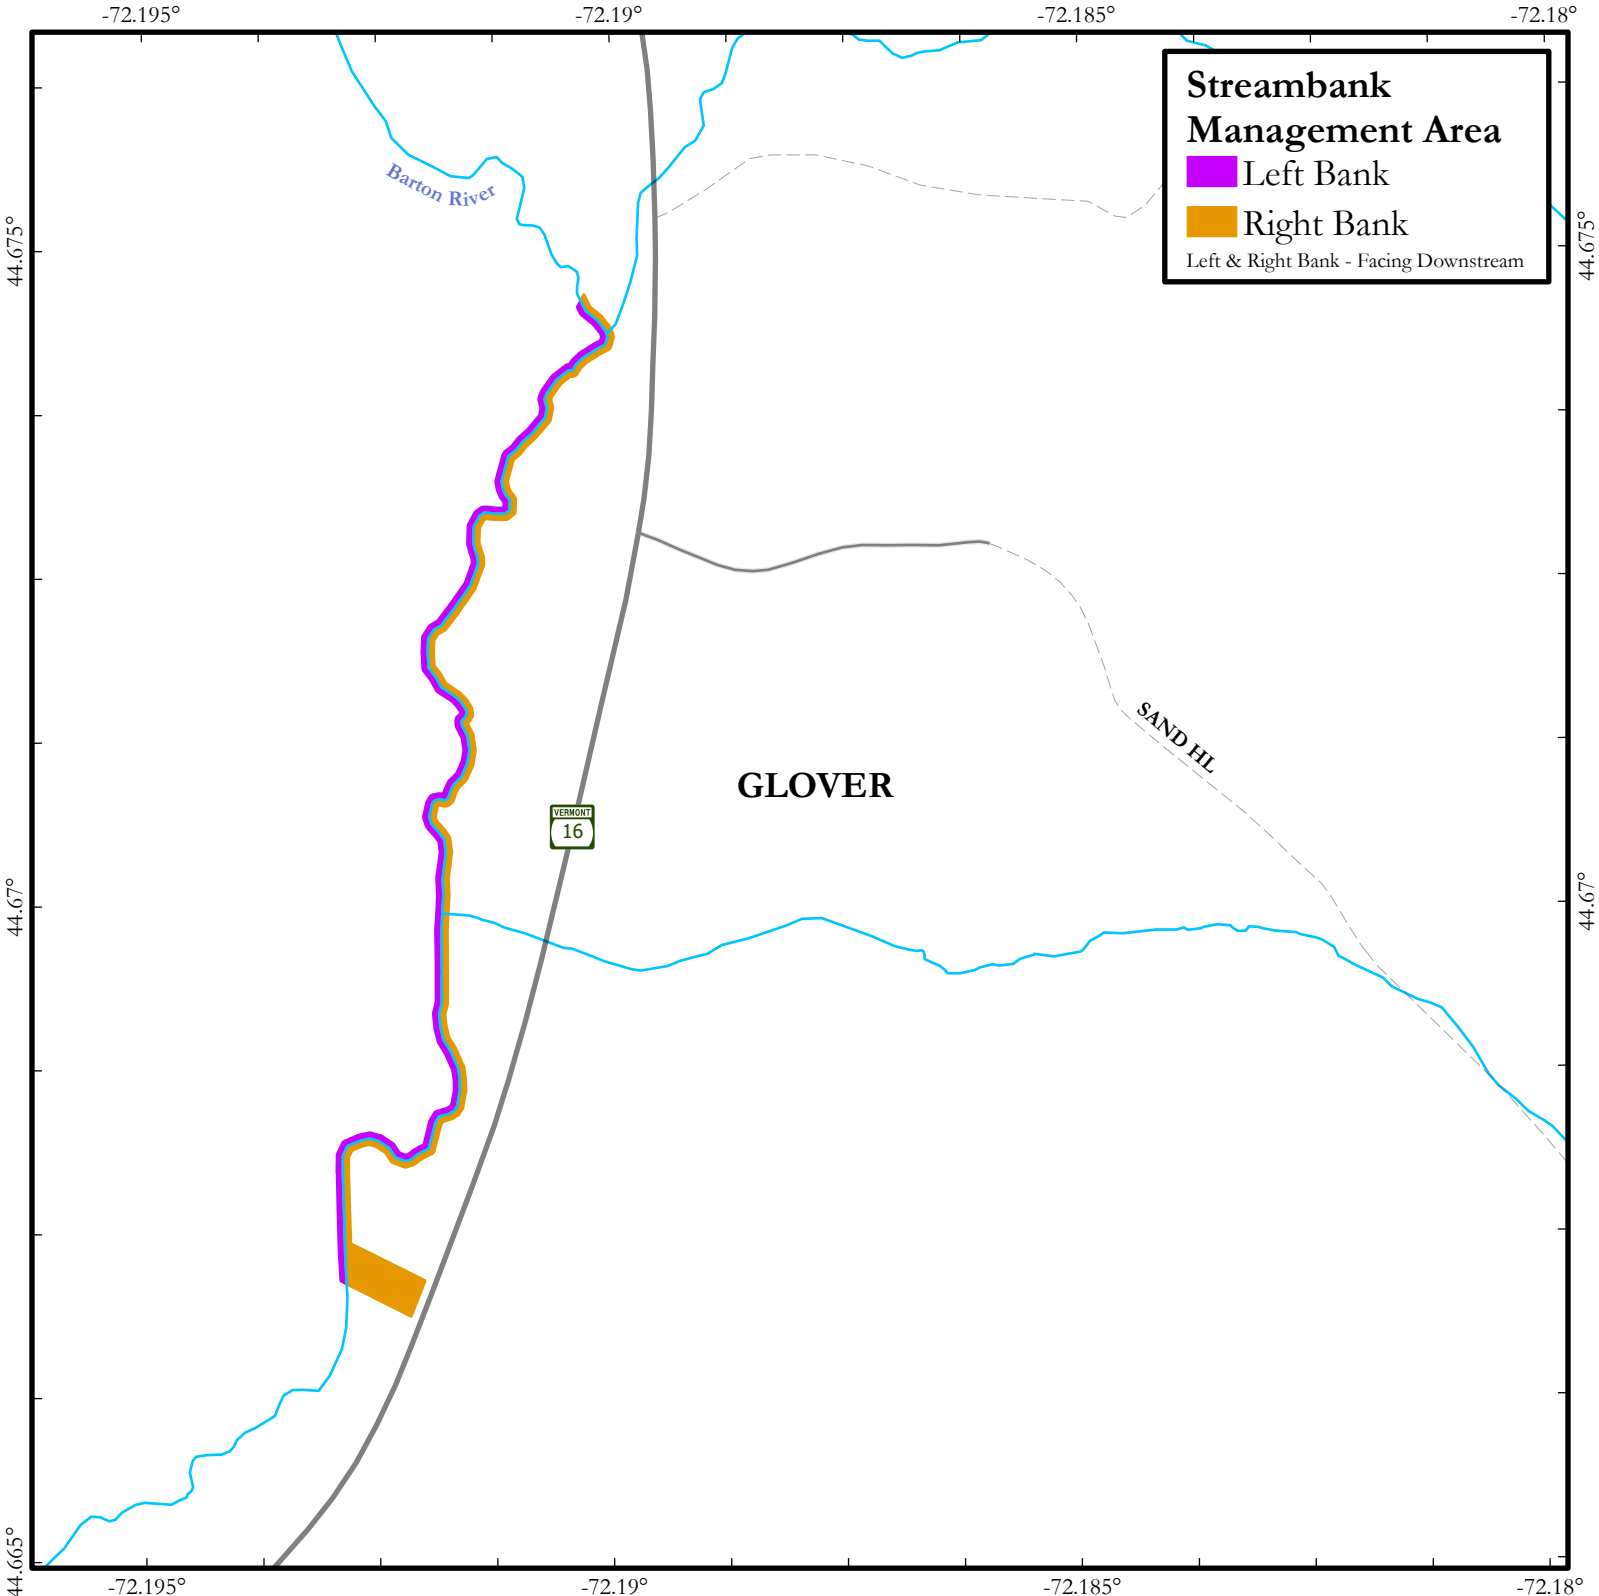 -72.195° -72.19° -72.185° -72.18°
Streambank
Management Area
Left Bank
Right Bank
Left & Right Bank - Facing Downstream
Barton River
44.675° 44.675°
SAND HL
GLOVER
VERMONT
16
44.67° 44.67°
44.665°
-72.195° -72.19° -72.185° -72.18°